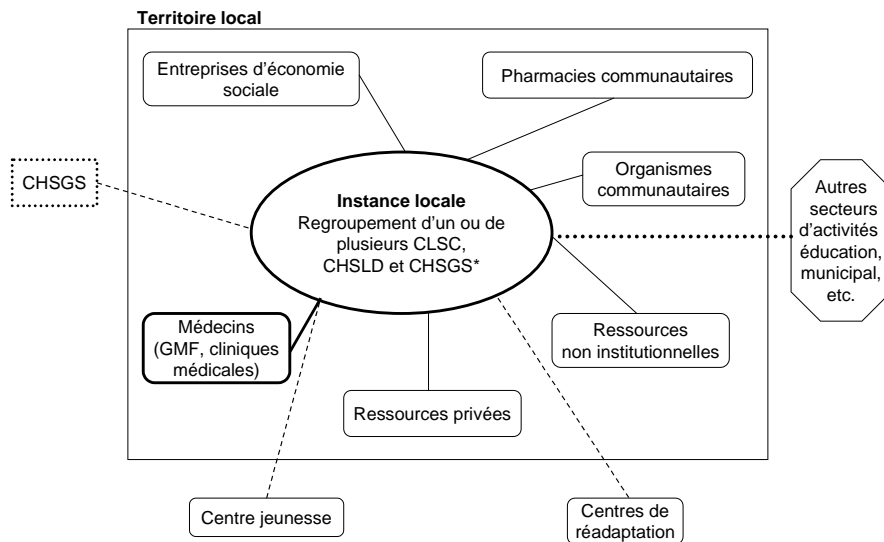 Territoire local
Entreprises d'économie
sociale
Pharmacies communautaires
CHSGS
Organismes
communautaires
Instance locale
Regroupement d'un ou de
plusieurs CLSC,
CHSLD et CHSGS*
Autres
secteurs
d'activités
éducation,
municipal,
etc.
Médecins
(GMF, cliniques
médicales)
Ressources
non institutionnelles
Ressources privées
Centre jeunesse
Centres de
réadaptation